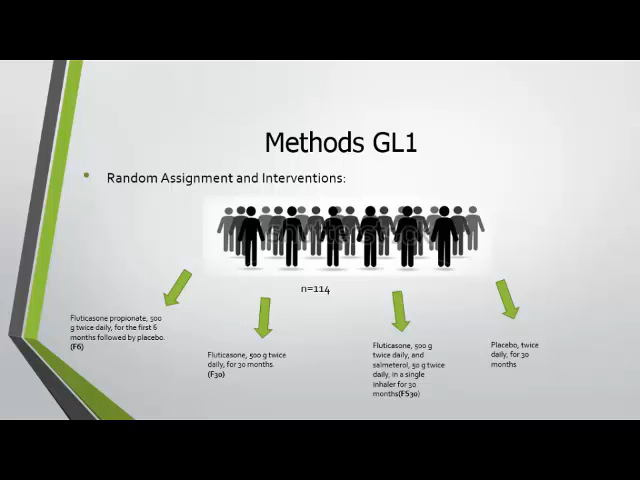 Methods GL1
• Random Assignment and Interventions:
n=114
Fluticasone propionate, 500
g twice daily, for the first 6
months followed by placebo.
(F6)
Fluticasone, 500 g twice
daily, for 30 months.
(F30)
Fluticasone, 500 g
twice daily, and
salmeterol, 50 g twice
daily, in a single
inhaler for 30
months(FS30)
Placebo, twice
daily, for 30
months